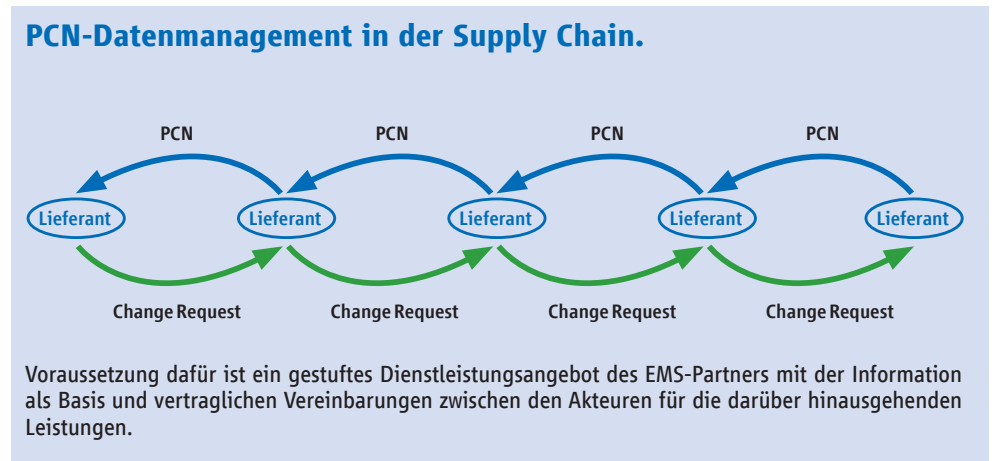 PCN-Datenmanagement in der Supply Chain.
PCN PCN PCN PCN
Lieferant Lieferant Lieferant Lieferant Lieferant
Change Request Change Request Change Request Change Request
Voraussetzung dafür ist ein gestuftes Dienstleistungsangebot des EMS-Partners mit der Information
als Basis und vertraglichen Vereinbarungen zwischen den Akteuren für die darüber hinausgehenden
Leistungen.